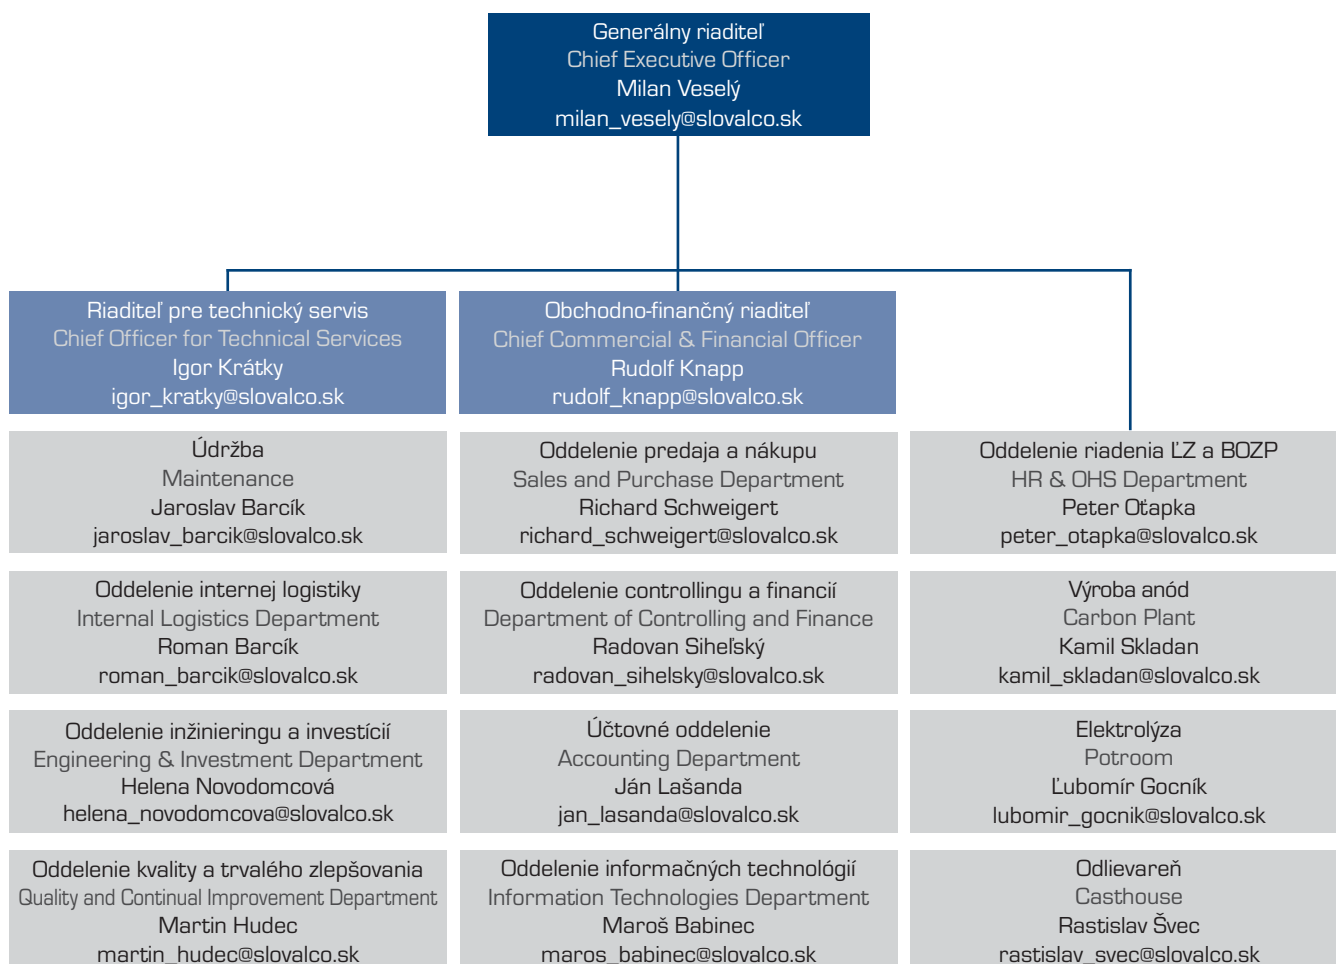 Generálny riaditeľ
Chief Executive Officer
Milan Veselý
milan_vesely@slovalco.sk
Riaditeľ pre technický servis
Chief Officer for Technical Services
Igor Krátky
igor_kratky@slovalco.sk
Obchodno-finančný riaditeľ
Chief Commercial & Financial Officer
Rudolf Knapp
rudolf_knapp@slovalco.sk
Údržba
Maintenance
Jaroslav Barcík
jaroslav_barcik@slovalco.sk
Oddelenie predaja a nákupu
Sales and Purchase Department
Richard Schweigert
richard_schweigert@slovalco.sk
Oddelenie riadenia ĽZ a BOZP
HR & OHS Department
Peter Oťapka
peter_otapka@slovalco.sk
Oddelenie internej logistiky
Internal Logistics Department
Roman Barcík
roman_barcik@slovalco.sk
Oddelenie controllingu a financií
Department of Controlling and Finance
Radovan Siheľský
radovan_sihelsky@slovalco.sk
Výroba anód
Carbon Plant
Kamil Skladan
kamil_skladan@slovalco.sk
Oddelenie inžinieringu a investícií
Engineering & Investment Department
Helena Novodomcová
helena_novodomcova@slovalco.sk
Účtovné oddelenie
Accounting Department
Ján Lašanda
jan_lasanda@slovalco.sk
Elektrolýza
Potroom
Ľubomír Gocník
lubomir_gocnik@slovalco.sk
Oddelenie kvality a trvalého zlepšovania
Quality and Continual Improvement Department
Martin Hudec
martin_hudec@slovalco.sk
Oddelenie informačných technológií
Information Technologies Department
Maroš Babinec
maros_babinec@slovalco.sk
Odlievareň
Casthouse
Rastislav Švec
rastislav_svec@slovalco.sk